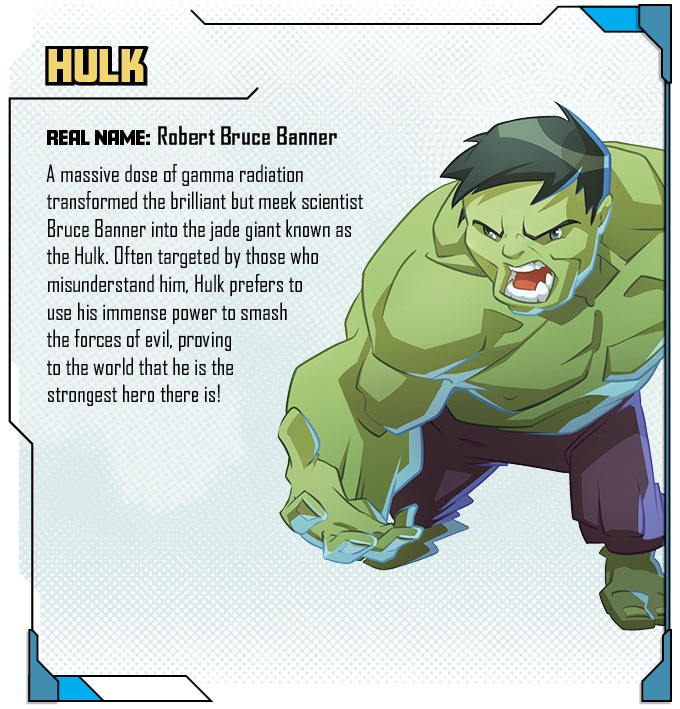 HULK
REAL NAME: Robert Bruce Banner
A massive dose of gamma radiation
transformed the brilliant but meek scientist
Bruce Banner into the jade giant known as
the Hulk. Often targeted by those who
misunderstand him, Hulk prefers to
use his immense power to smash
the forces of evil, proving
to the world that he is the
strongest hero there is!